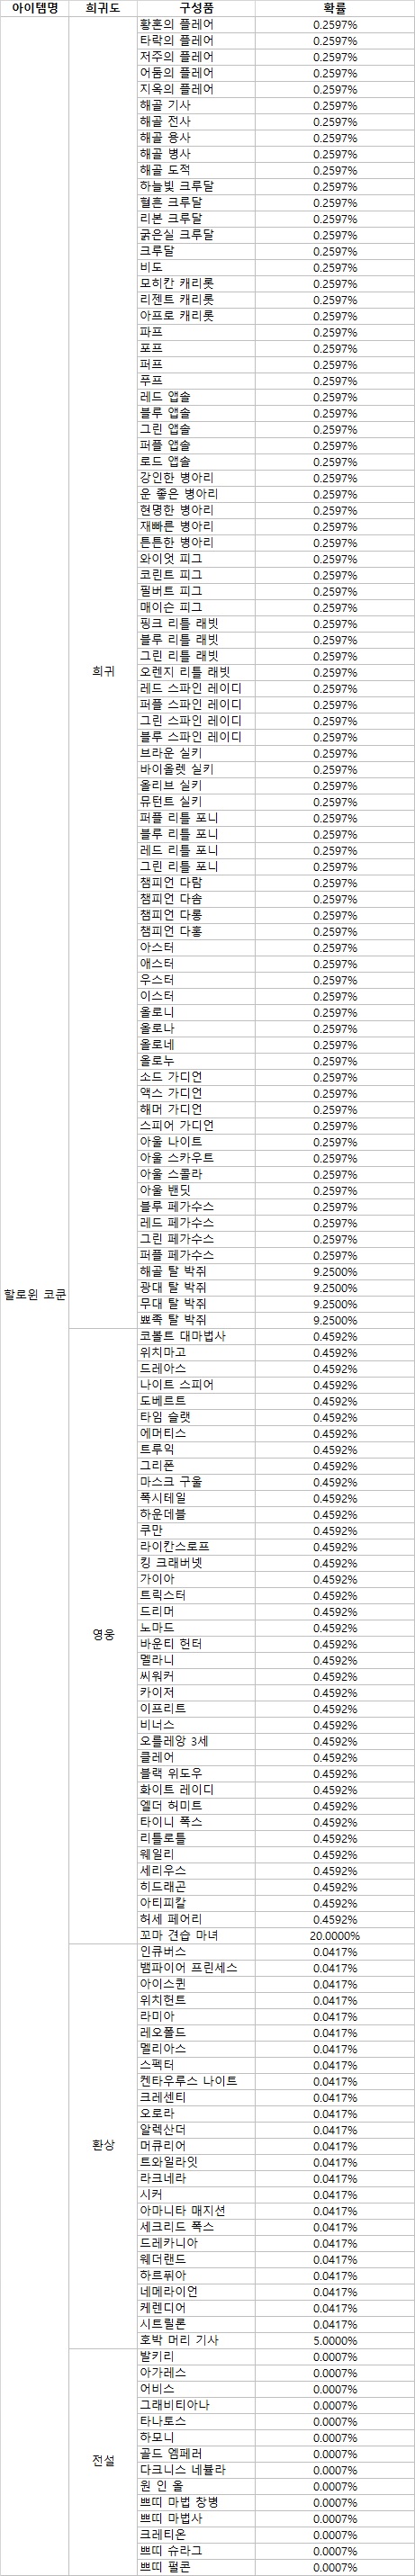 아이템명 희귀도 구성품 확률
황혼의 플레어 0.2597%
타락의 플레어 0.2597%
저주의 플레어 0.2597%
어둠의 플레어 0.2597%
지옥의 플레어 0.2597%
해골 기사 0.2597%
해골 전사 0.2597%
해골 용사 0.2597%
해골 병사 0.2597%
해골 도적 0.2597%
하늘빛 크루달 0.2597%
혈흔 크루달 0.2597%
리본 크루달 0.2597%
굵은실 크루달 0.2597%
크루달 0.2597%
비도 0.2597%
모히칸 캐리롯 0.2597%
리젠트 캐리롯 0.2597%
아프로 캐리롯 0.2597%
파프 0.2597%
포프 0.2597%
퍼프 0.2597%
푸프 0.2597%
레드 앱솔 0.2597%
블루 앱솔 0.2597%
그린 앱솔 0.2597%
퍼플 앱솔 0.2597%
로드 앱솔 0.2597%
강인한 병아리 0.2597%
운 좋은 병아리 0.2597%
현명한 병아리 0.2597%
재빠른 병아리 0.2597%
튼튼한 병아리 0.2597%
와이엇 피그 0.2597%
코린트 피그 0.2597%
필버트 피그 0.2597%
매이슨 피그 0.2597%
핑크 리틀 래빗 0.2597%
블루 리틀 래빗 0.2597%
그린 리틀 래빗 0.2597%
희귀 오렌지 리틀 래빗 0.2597%
레드 스파인 레이디 0.2597%
퍼플 스파인 레이디 0.2597%
그린 스파인 레이디 0.2597%
블루 스파인 레이디 0.2597%
브라운 실키 0.2597%
바이올렛 실키 0.2597%
올리브 실키 0.2597%
뮤턴트 실키 0.2597%
퍼플 리틀 포니 0.2597%
블루 리틀 포니 0.2597%
레드 리틀 포니 0.2597%
그린 리틀 포니 0.2597%
챔피언 다람 0.2597%
챔피언 다솜 0.2597%
챔피언 다롱 0.2597%
챔피언 다홍 0.2597%
아스터 0.2597%
애스터 0.2597%
우스터 0.2597%
이스터 0.2597%
올로니 0.2597%
올로나 0.2597%
올로네 0.2597%
올로누 0.2597%
소드 가디언 0.2597%
액스 가디언 0.2597%
해머 가디언 0.2597%
스피어 가디언 0.2597%
아울 나이트 0.2597%
아울 스카우트 0.2597%
아울 스콜라 0.2597%
아울 밴딧 0.2597%
블루 페가수스 0.2597%
레드 페가수스 0.2597%
그린 페가수스 0.2597%
퍼플 페가수스 0.2597%
해골 탈 박쥐 9.2500%
광대 탈 박쥐 9.2500%
할로윈 코쿤 무대 탈 박쥐 9.2500%
뾰족 탈 박쥐 9.2500%
코볼트 대마법사 0.4592%
위치마고 0.4592%
드레아스 0.4592%
나이트 스피어 0.4592%
도베르트 0.4592%
타임 슬랫 0.4592%
에머티스 0.4592%
트루익 0.4592%
그리폰 0.4592%
마스크 구울 0.4592%
폭시테일 0.4592%
하운데블 0.4592%
쿠만 0.4592%
라이칸스로프 0.4592%
킹 크래버넷 0.4592%
가이아 0.4592%
트릭스터 0.4592%
드리머 0.4592%
영웅 노마드 0.4592%
바운티 헌터 0.4592%
멜라니 0.4592%
씨워커 0.4592%
카이저 0.4592%
이프리트 0.4592%
비너스 0.4592%
오를레앙 3세 0.4592%
클레어 0.4592%
블랙 위도우 0.4592%
화이트 레이디 0.4592%
엘더 허미트 0.4592%
타이니 폭스 0.4592%
리틀로틀 0.4592%
웨일리 0.4592%
세리우스 0.4592%
히드래곤 0.4592%
아티피칼 0.4592%
허세 페어리 0.4592%
꼬마 견습 마녀 20.0000%
인큐버스 0.0417%
뱀파이어 프린세스 0.0417%
아이스퀸 0.0417%
위치헌트 0.0417%
라미아 0.0417%
레오폴드 0.0417%
멜리아스 0.0417%
스펙터 0.0417%
켄타우루스 나이트 0.0417%
크레센티 0.0417%
오로라 0.0417%
알렉산더 0.0417%
환상 머큐리어 0.0417%
트와일라잇 0.0417%
라크네라 0.0417%
시커 0.0417%
아마니타 매지션 0.0417%
세크리드 폭스 0.0417%
드레카니아 0.0417%
웨더랜드 0.0417%
하르퓌아 0.0417%
네메라이언 0.0417%
케렌디어 0.0417%
시트릴론 0.0417%
호박 머리 기사 5.0000%
발키리 0.0007%
아가레스 0.0007%
어비스 0.0007%
그래비티아나 0.0007%
타나토스 0.0007%
하모니 0.0007%
전설 골드 엠페러 0.0007%
다크니스 네뷸라 0.0007%
원 인 올 0.0007%
쁘띠 마법 창병 0.0007%
쁘띠 마법사 0.0007%
크레티온 0.0007%
쁘띠 슈라그 0.0007%
쁘띠 펄콘 0.0007%